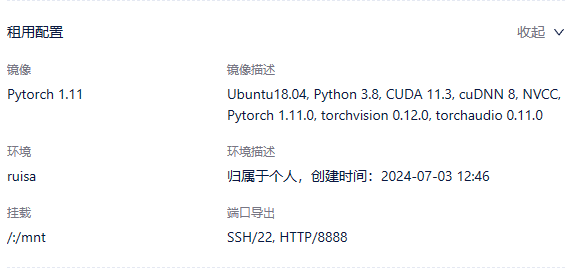 租用配置 收起
镜像 镜像描述
Pytorch 1.11 Ubuntu18.04, Python 3.8, CUDA 11.3, cuDNN 8, NVCC,
Pytorch 1.11.0, torchvision 0.12.0, torchaudio 0.11.0
环境 环境描述
ruisa 归属于个人，创建时间：2024-07-03 12:46
挂载 端口导出
/:/mnt SSH/22, HTTP/8888